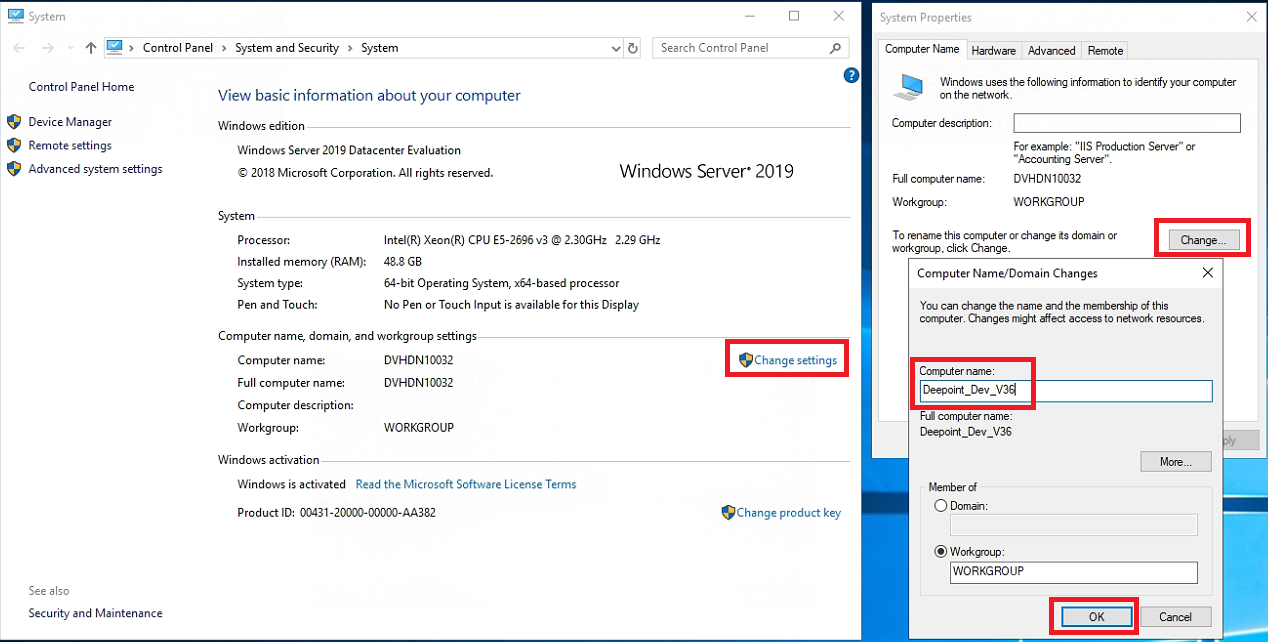 System
Control Panel > System and Security > System
Search Control Panel
Control Panel Home
Device Manager
Remote settings
Advanced system settings
See also
Security and Maintenance
?
View basic information about your computer
Windows edition
Windows Server 2019 Datacenter Evaluation
© 2018 Microsoft Corporation. All rights reserved.
Windows Server® 2019
System
Processor: Intel(R) Xeon(R) CPU E5-2696 v3 @ 2.30GHz 2.29 GHz
Installed memory (RAM): 48.8 GB
System type: 64-bit Operating System, x64-based processor
Pen and Touch: No Pen or Touch Input is available for this Display
Computer name, domain, and workgroup settings
Computer name: DVHDN10032
Change settings
Full computer name: DVHDN10032
Computer description:
Workgroup: WORKGROUP
Windows activation
Windows is activated Read the Microsoft Software License Terms
Product ID: 00431-20000-00000-AA382
Change product key
System Properties
Computer Name Hardware Advanced Remote
Windows uses the following information to identify your computer
on the network.
Computer description:
For example: "IIS Production Server" or
"Accounting Server".
Full computer name: DVHDN10032
Workgroup: WORKGROUP
To rename this computer or change its domain or
workgroup, click Change.
Change...
Computer Name/Domain Changes
You can change the name and the membership of this
computer. Changes might affect access to network resources.
Computer name:
Deepoint_Dev_V36
Full computer name:
Deepoint_Dev_V36
More...
Member of
Domain:
Workgroup:
WORKGROUP
OK Cancel